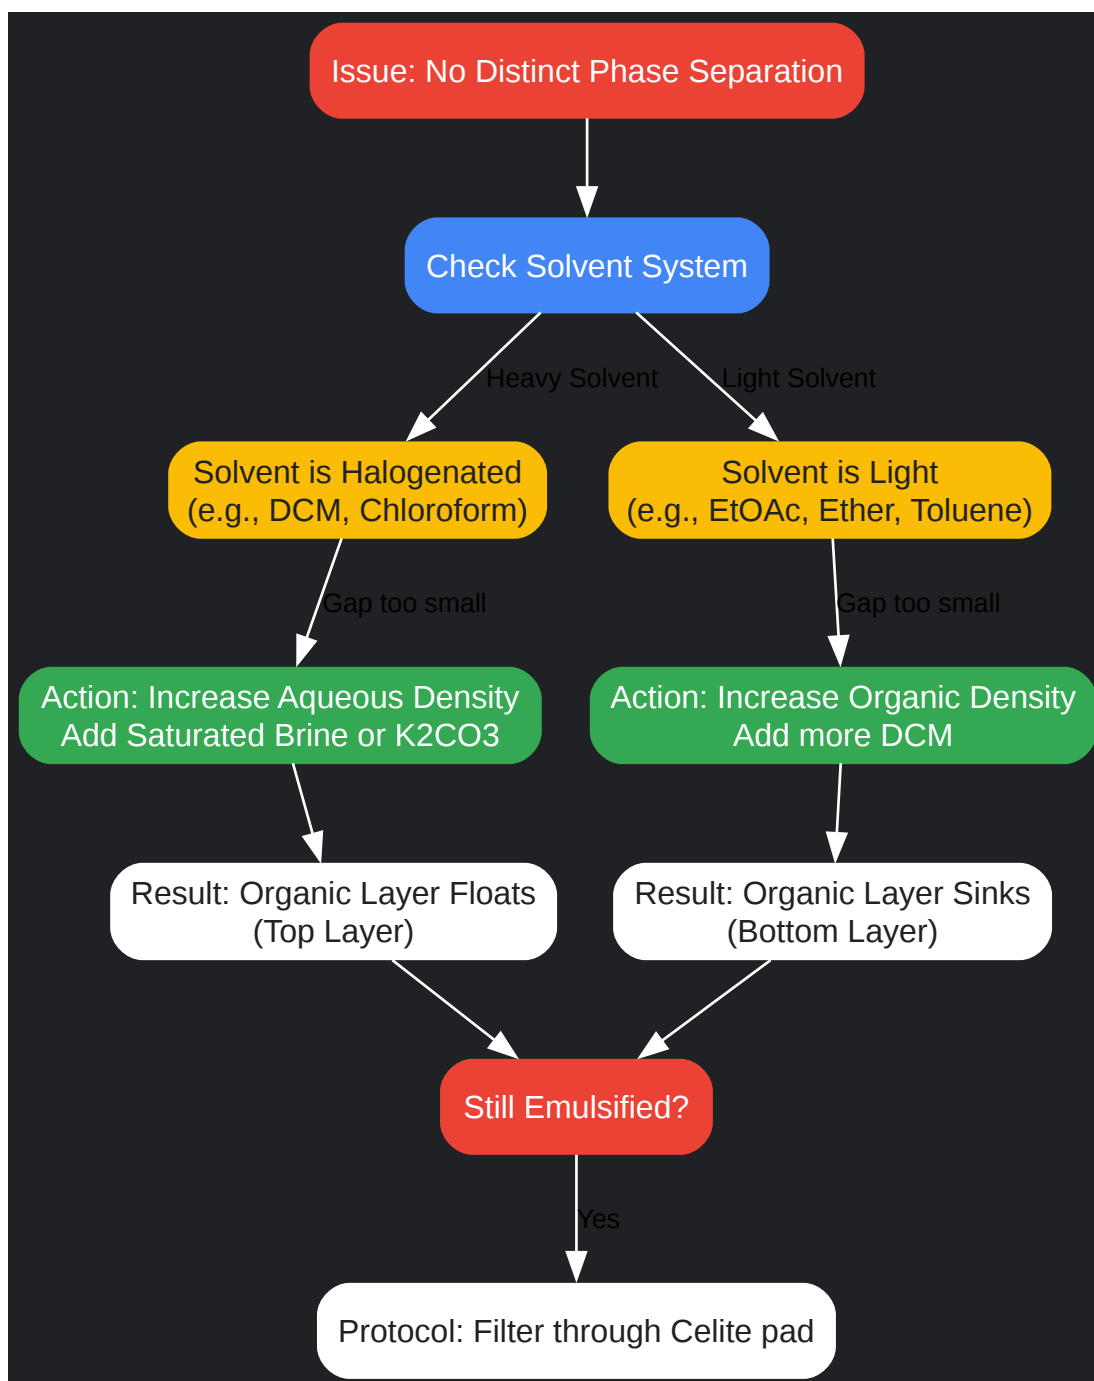 Issue: No Distinct Phase Separation
Check Solvent System
Heavy Solvent
Light Solvent
Solvent is Halogenated
(e.g., DCM, Chloroform)
Solvent is Light
(e.g., EtOAc, Ether, Toluene)
Gap too small
Gap too small
Action: Increase Aqueous Density
Add Saturated Brine or K2CO3
Action: Increase Organic Density
Add more DCM
Result: Organic Layer Floats
(Top Layer)
Result: Organic Layer Sinks
(Bottom Layer)
Still Emulsified?
Yes
Protocol: Filter through Celite pad